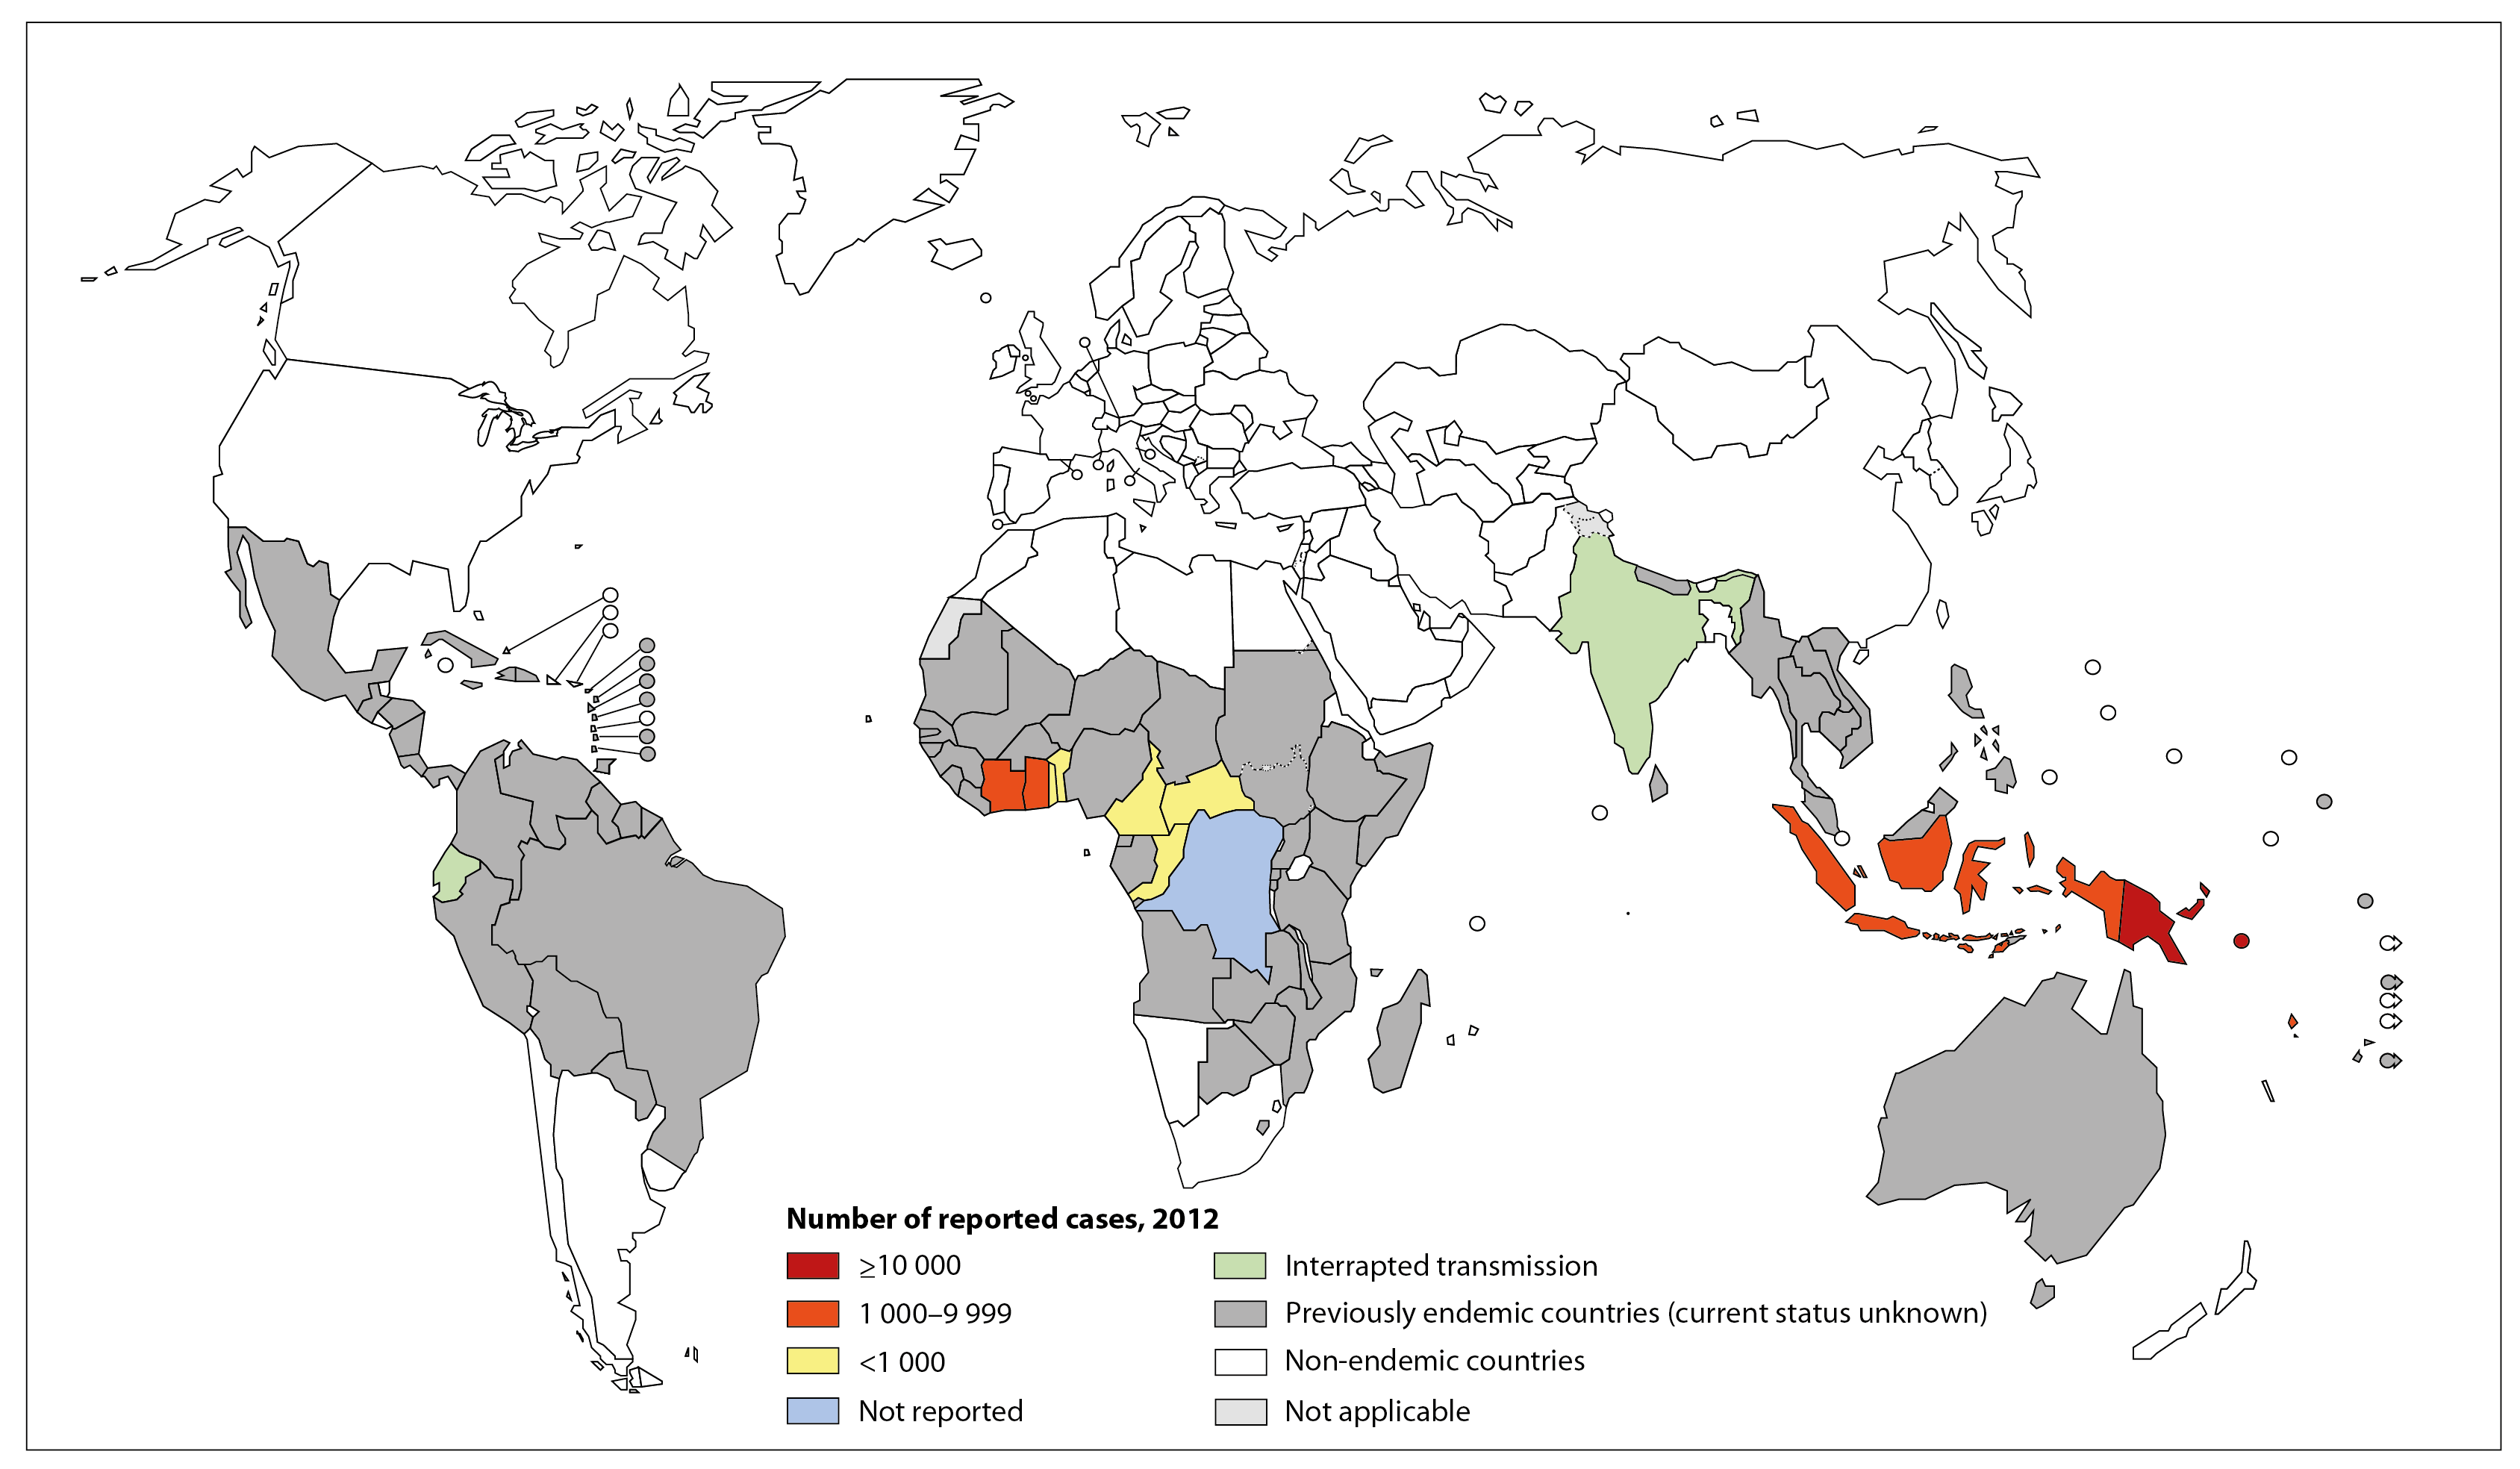 Number of reported cases, 2012
≥10 000
1 000–9 999
<1 000
Not reported
Interrapted transmission
Previously endemic countries (current status unknown)
Non-endemic countries
Not applicable